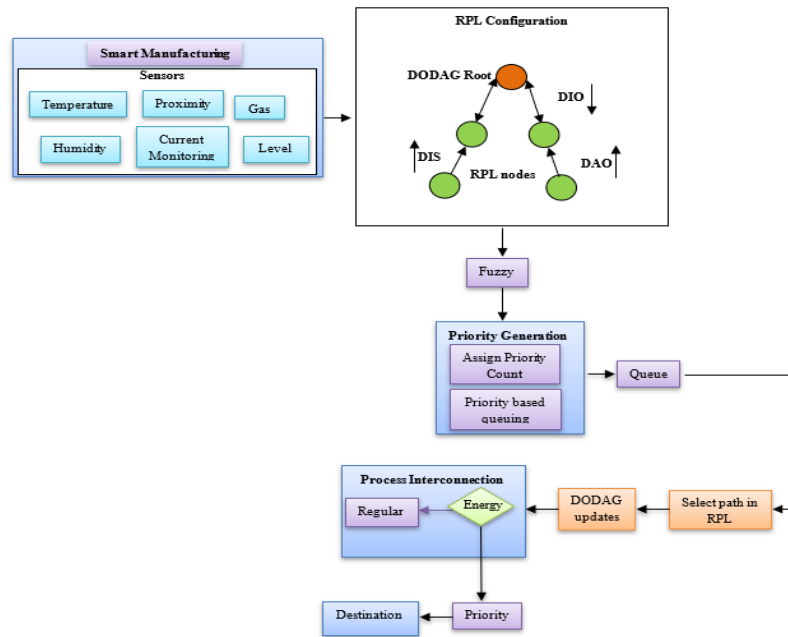 RPL Configuration
Smart Manufacturing
Sensors
Temperature
Proximity
Gas
Humidity
Current
Monitoring
Level
DODAG Root
DIO
DIS
RPL nodes
DAO
Fuzzy
Priority Generation
Assign Priority
Count
Priority based
queuing
Queue
Process Interconnection
Regular
Energy
DODAG
updates
Select path in
RPL
Destination
Priority